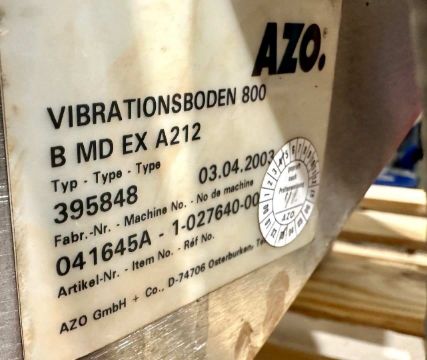 AZO.
VIBRATIONSBODEN 800
B MD EX A212
Typ - Type - Type
395848 03.04.2003
Fabr.-Nr. - Machine No. - No de machine
041645A - 1-027640-00
Artikel-Nr. - Item No. - Réf No.
AZO GmbH + Co., D-74706 Osterburken,
AZO